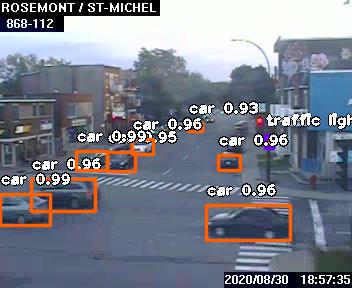 ROSEMONT / ST-MICHEL
868-112
car 0.93
car 0.96
traffic ligh
car 0.99
.95
car 0.96
car 0.96
car 0.99
car 0.96
2020/08/30 18:57:35